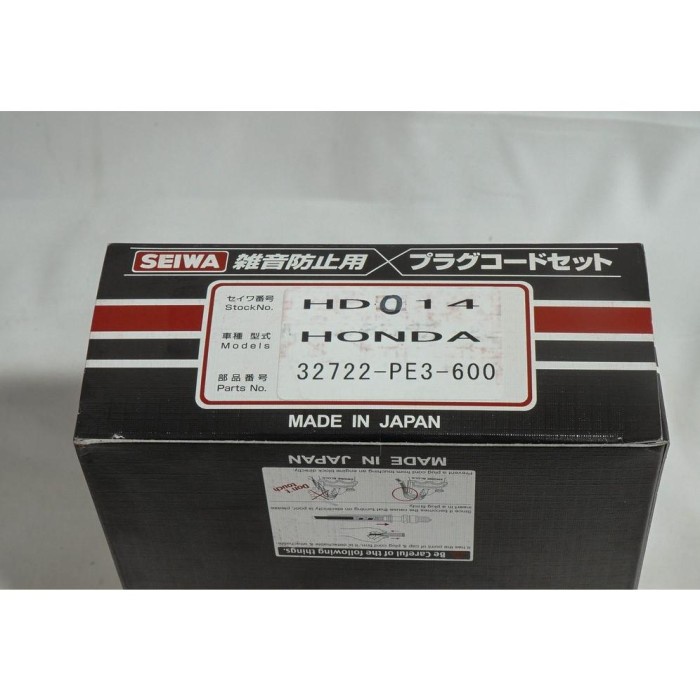 SEIWA 雑音防止用 プラグコードセット
セイワ番号 HD014
StockNo.
車種 型式 HONDA
Models
部品番号 32722-PE3-600
Parts No.
MADE IN JAPAN
MADE IN JAPAN
Don't
touch
Be Careful of the following things.